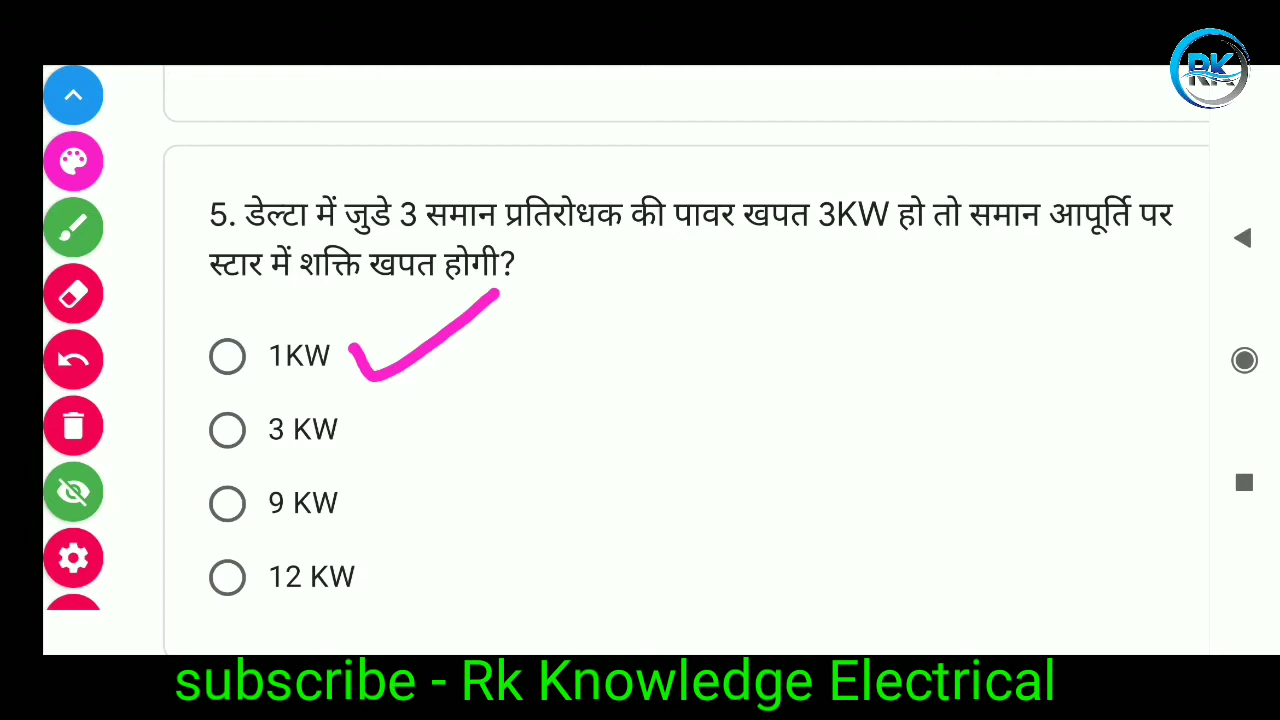 RK
5. डेल्टा में जुडे 3 समान प्रतिरोधक की पावर खपत 3KW हो तो समान आपूर्ति पर
स्टार में शक्ति खपत होगी?
1KW
3 KW
9 KW
12 KW
subscribe - Rk Knowledge Electrical